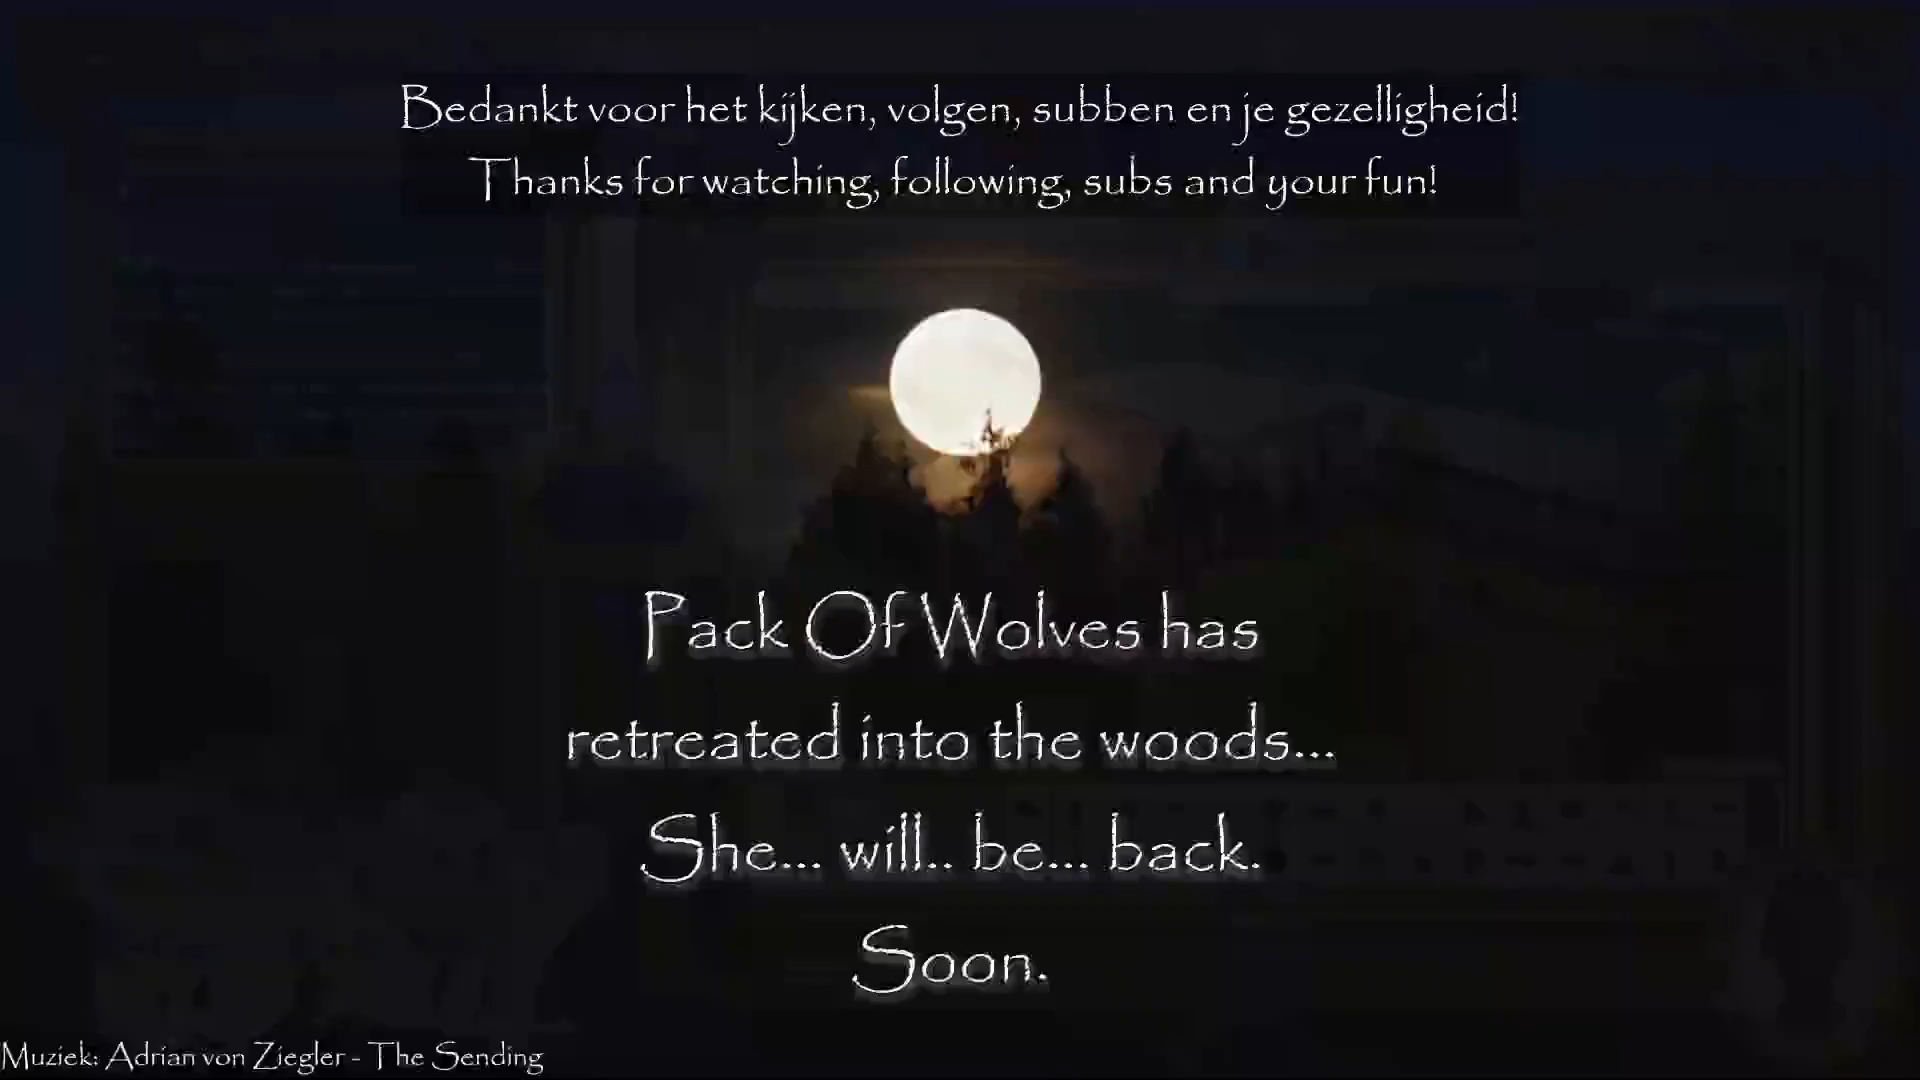 Bedankt voor het kijken, volgen, subben en je gezelligheid!
Thanks for watching, following, subs and your fun!
Pack Of Wolves has
retreated into the woods...
She... will.. be... back.
Soon.
Muziek: Adrian von Ziegler - The Sending